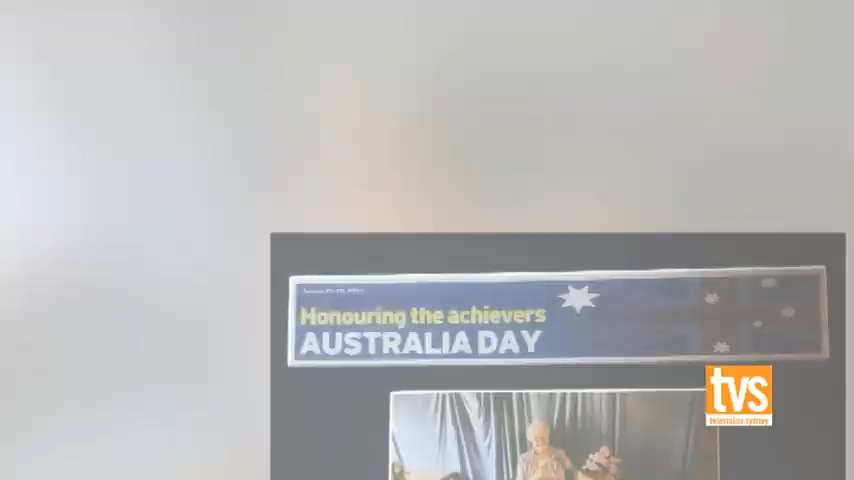 Honouring the achievers
AUSTRALIA DAY
tvs
television sydney